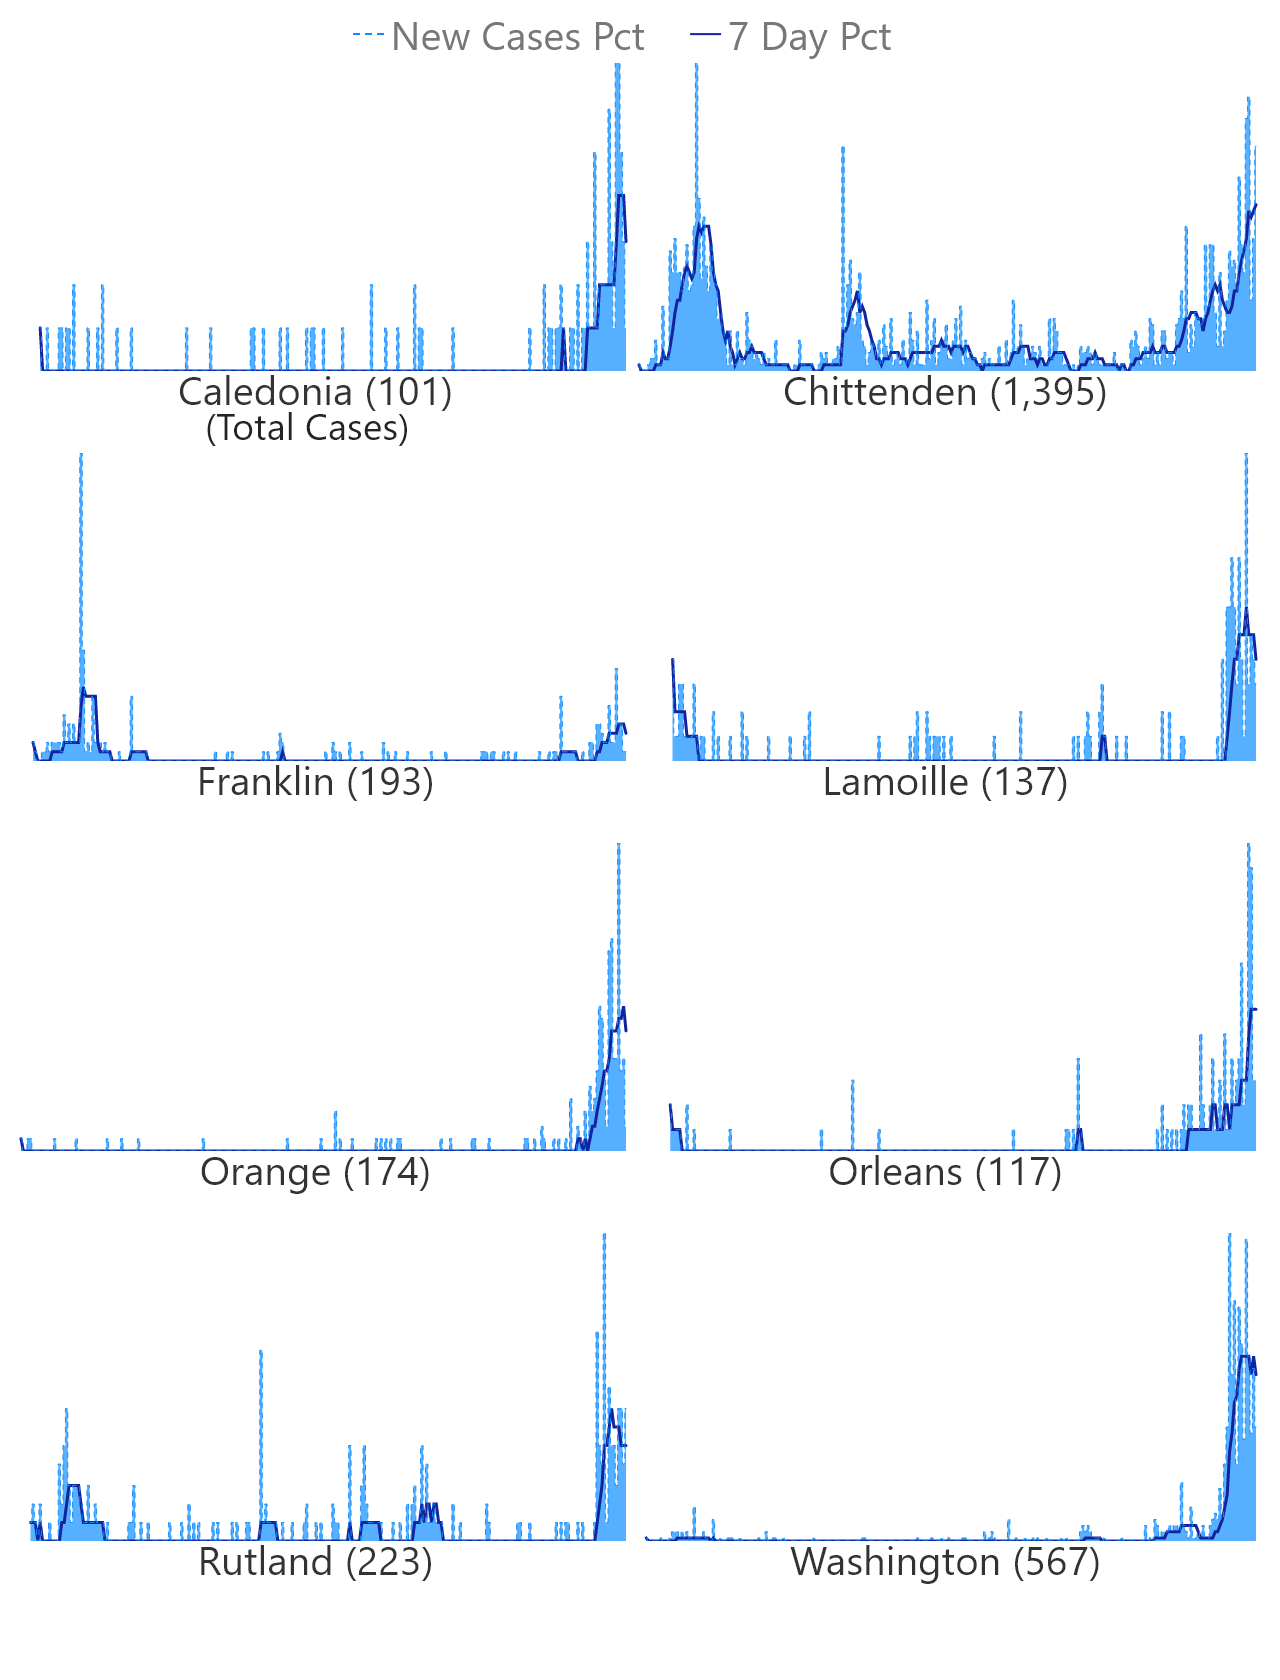 New Cases Pct 7 Day Pct
Caledonia (101) Chittenden (1,395)
(Total Cases)
Franklin (193) Lamoille (137)
Orange (174) Orleans (117)
Rutland (223) Washington (567)